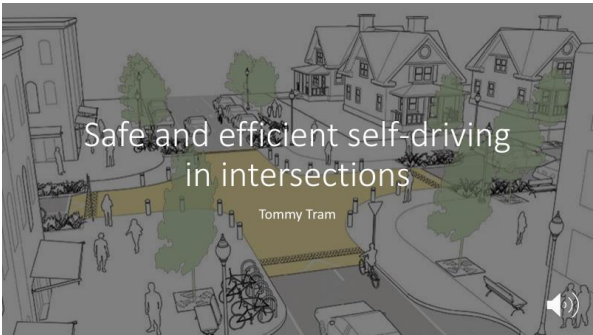 Safe and efficient self-driving
in intersections
Tommy Tram